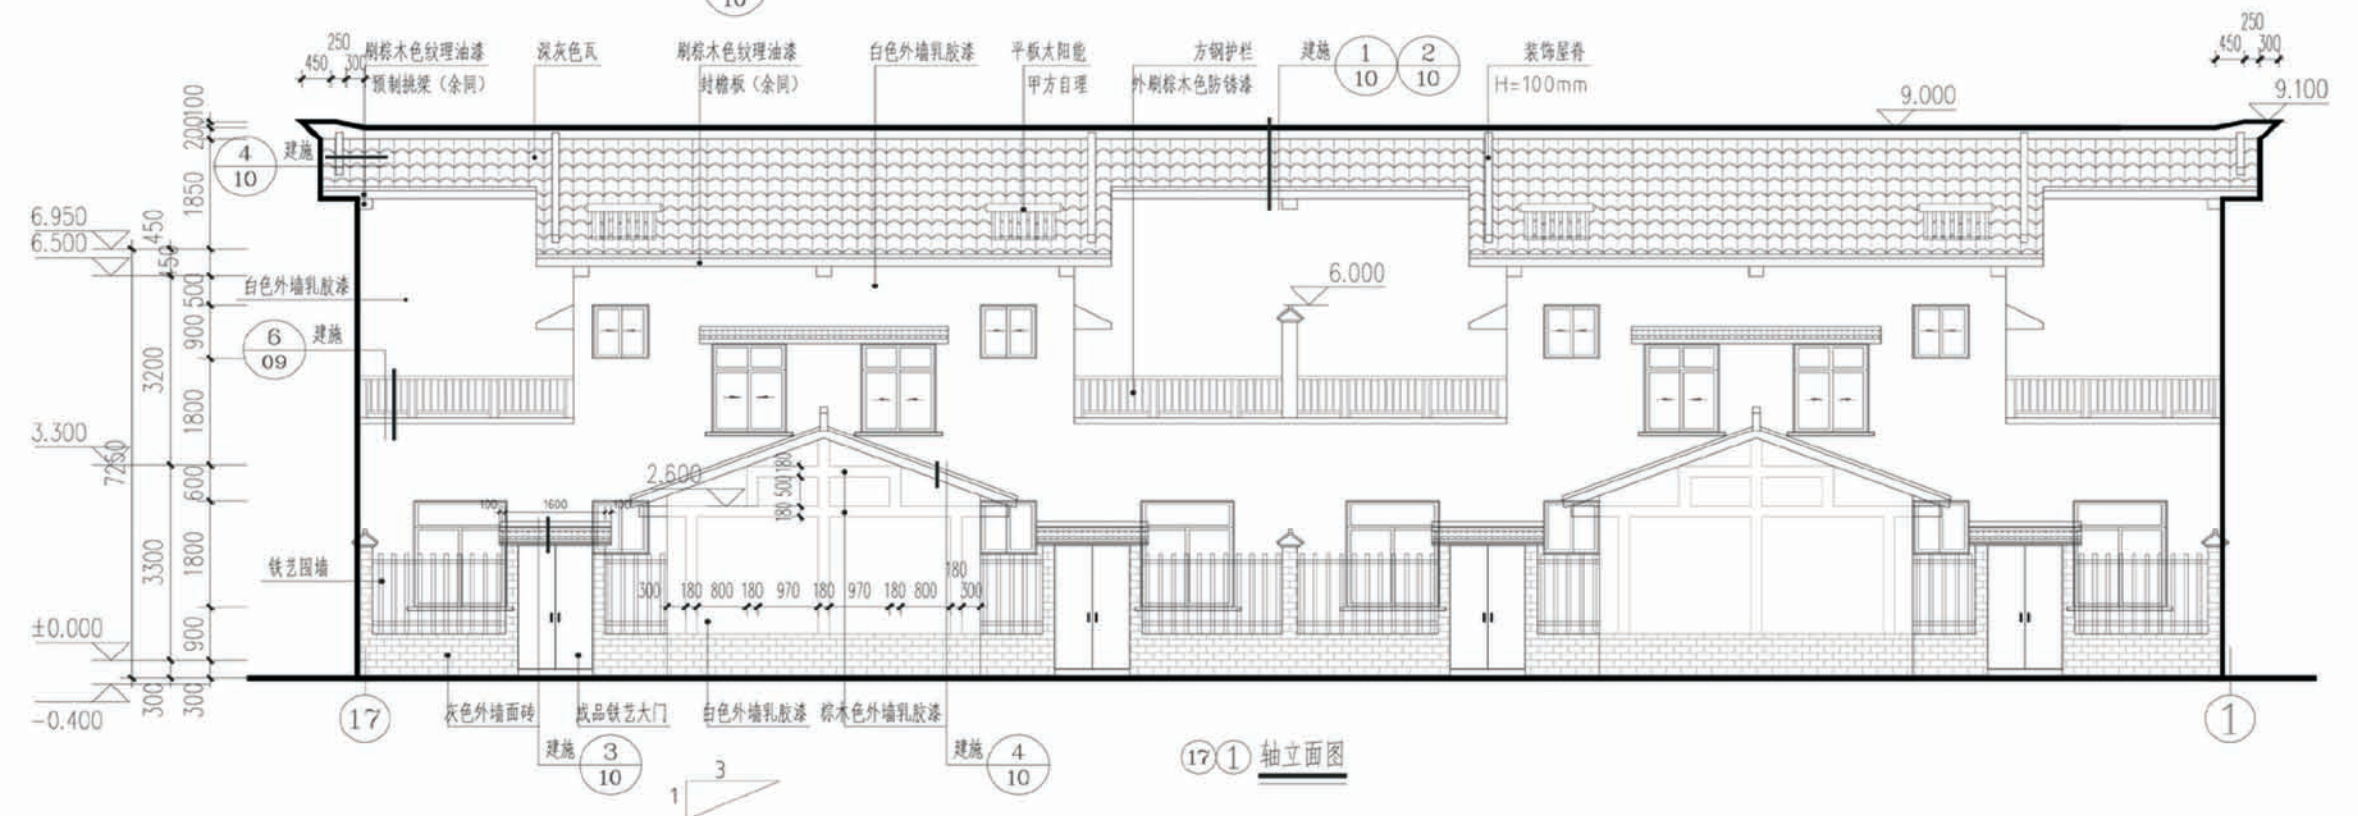 10
250
450 300
刷棕木色纹理油漆
预制挑梁（余同）
深灰色瓦
刷棕木色纹理油漆
封檐板（余同）
白色外墙乳胶漆
平板太阳能
甲方自理
方钢护栏
外刷棕木色防锈漆
建施
1
10
2
10
装饰屋脊
H=100mm
250
450 300
9.000
9.100
200100
4
10
建施
1850
6.950
6.500
450
450
白色外墙乳胶漆
500
6.000
6
09
建施
900
3200
1800
3.300
7250
600
2.600
180
500
180
100 1600 100
铁艺围墙
3300
1800
300 180 800 180 970 180 970 180 800 180 300
±0.000
900
-0.400
300
300
17
灰色外墙面砖
成品铁艺大门
白色外墙乳胶漆
棕木色外墙乳胶漆
1
建施
3
10
建施
4
10
3
1
17 1 轴立面图